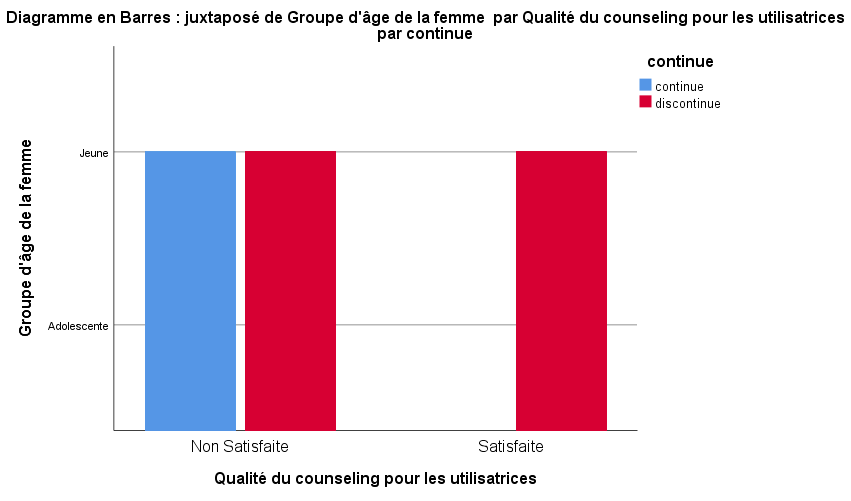 Diagramme en Barres : juxtaposé de Groupe d'âge de la femme par Qualité du counseling pour les utilisatrices
par continue
continue
continue
discontinue
Groupe d'âge de la femme
Jeune
Adolescente
Non Satisfaite
Satisfaite
Qualité du counseling pour les utilisatrices